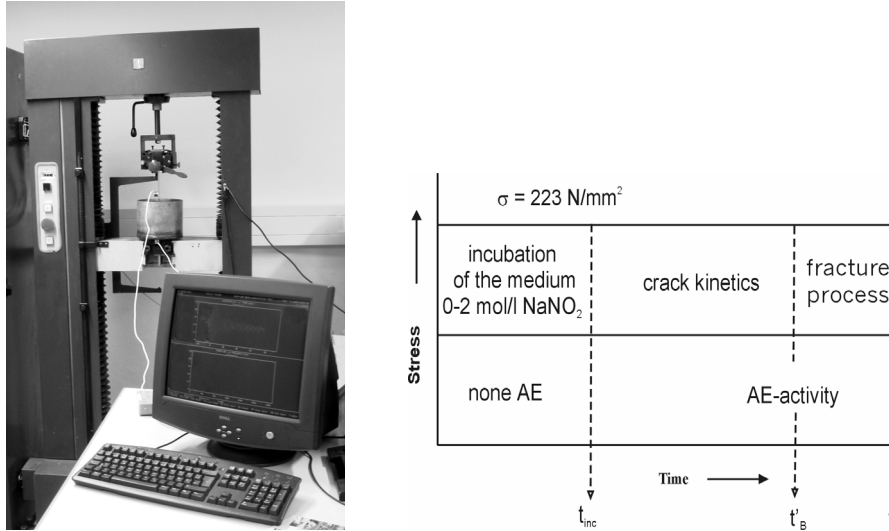 σ = 223 N/mm²
incubation
of the medium
0-2 mol/l NaNO₂
crack kinetics
fracture
process
Stress
none AE
AE-activity
Time
t_inc
t'_B